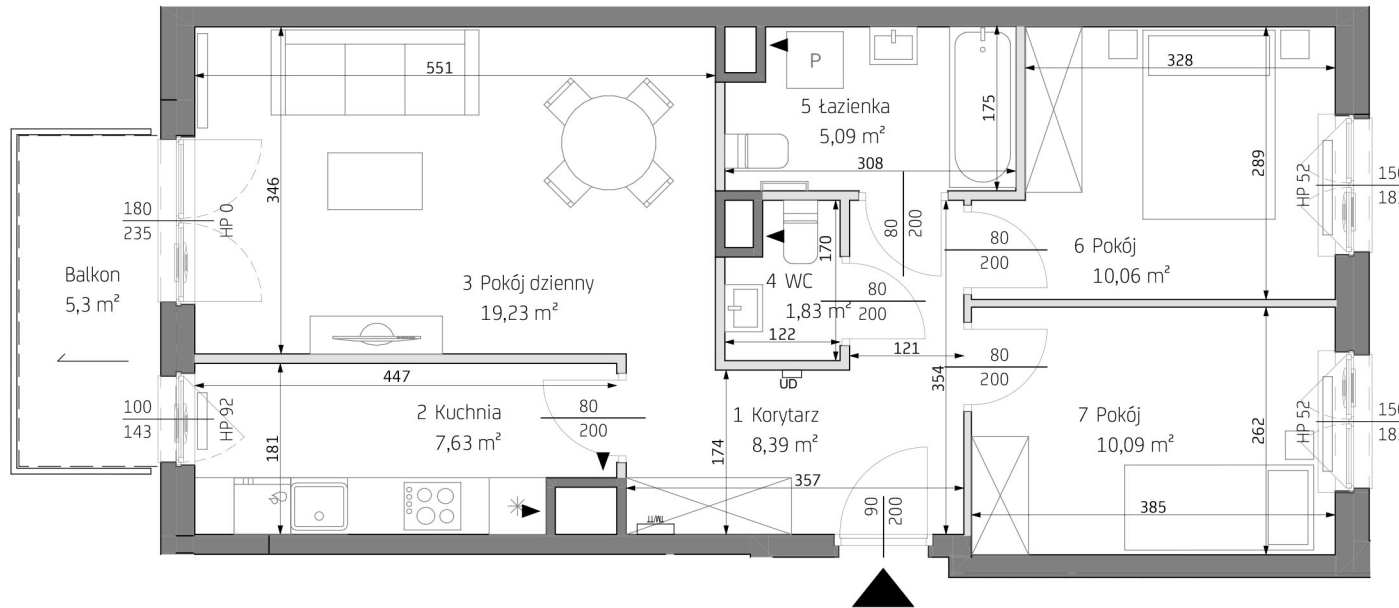 551
P
5 Łazienka
5,09 m²
175
308
328
289
HP 52
150
180
235
HP 0
346
Balkon
5,3 m²
3 Pokój dzienny
19,23 m²
170
4 WC
1,83 m²
122
80
200
80
200
80
200
6 Pokój
10,06 m²
121
354
80
200
UD
447
100
143
HP 92
181
2 Kuchnia
7,63 m²
80
200
1 Korytarz
8,39 m²
174
357
90
200
7 Pokój
10,09 m²
262
HP 52
150
385